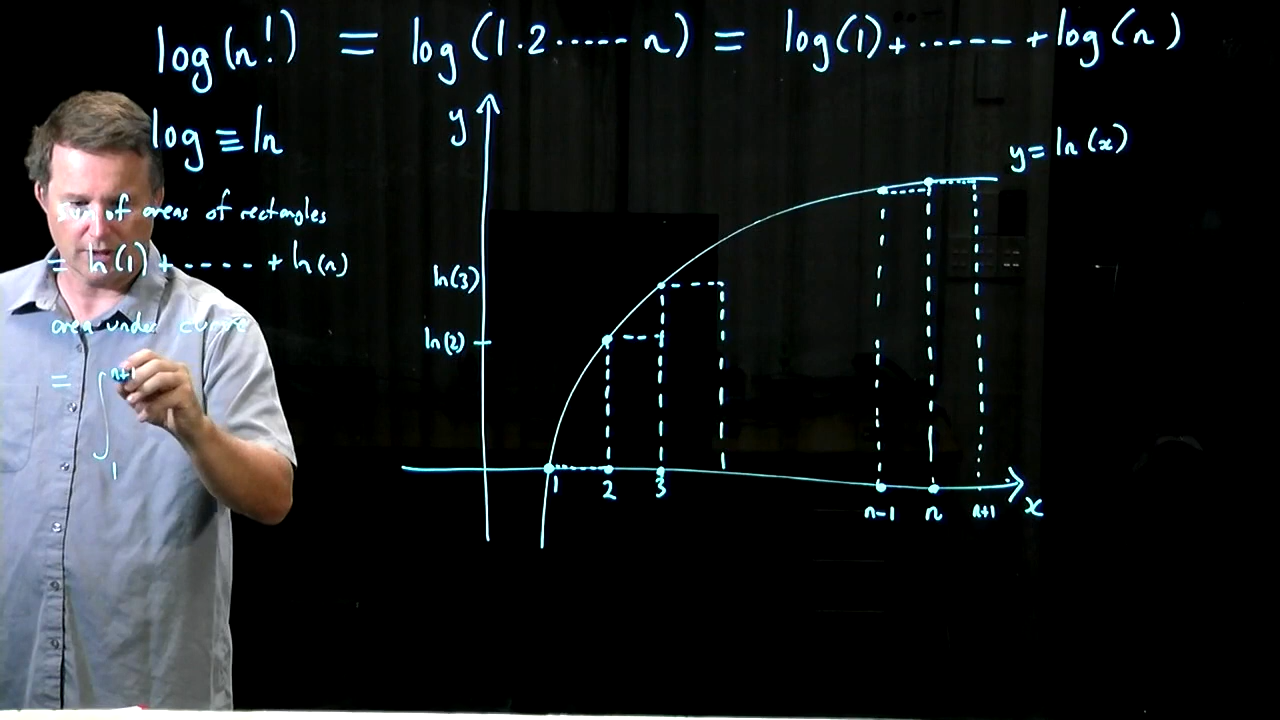 log(n!) = log(1·2·····n) = log(1)+······+log(n)
log ≡ ln
sum of areas of rectangles
= ln(1)+·····+ ln(n)
area under curve
= ∫₁ⁿ⁺¹
y
y = ln(x)
ln(3)
ln(2)
1 2 3 n-1 n n+1 x